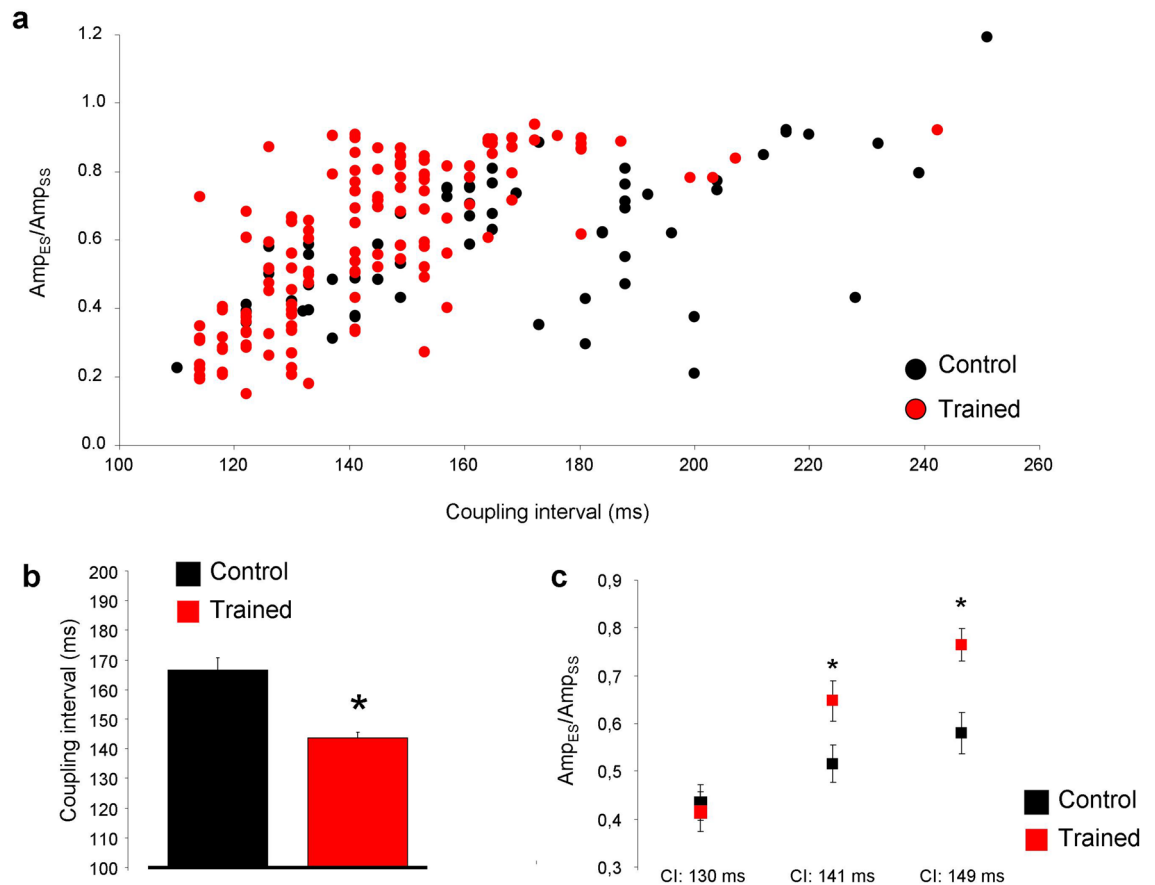 a
1.2
1.0
0.8
0.6
0.4
0.2
0.0
AmpES/AmpSS
100 120 140 160 180 200 220 240 260
Coupling interval (ms)
Control
Trained
b
200
190
180
170
160
150
140
130
120
110
100
Coupling interval (ms)
Control
Trained
*
c
0,9
0,8
0,7
0,6
0,5
0,4
0,3
AmpES/AmpSS
*
*
CI: 130 ms CI: 141 ms CI: 149 ms
Control
Trained